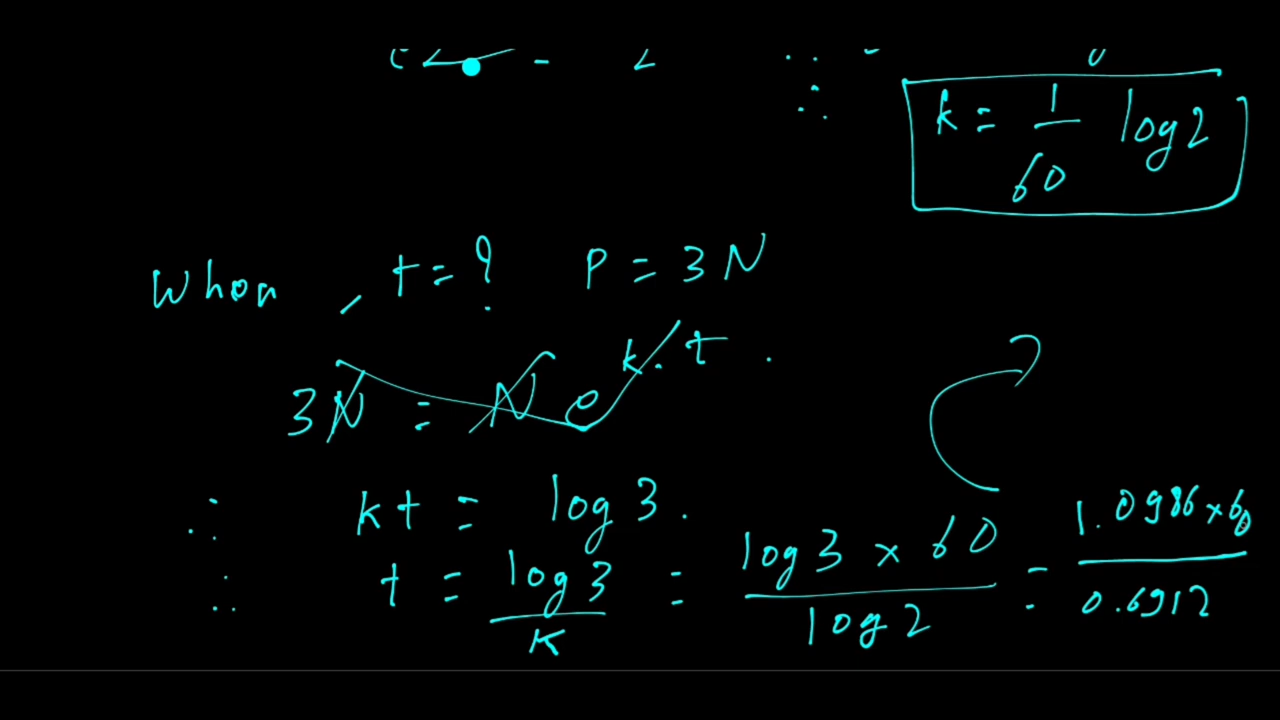 k = 1/60 log 2
When, t = ? P = 3N
3N = N e^{k.t}.
∴ kt = log 3.
∴ t = log 3 / K = log 3 x 60 / log 2 = 1.0986 x 60 / 0.6912